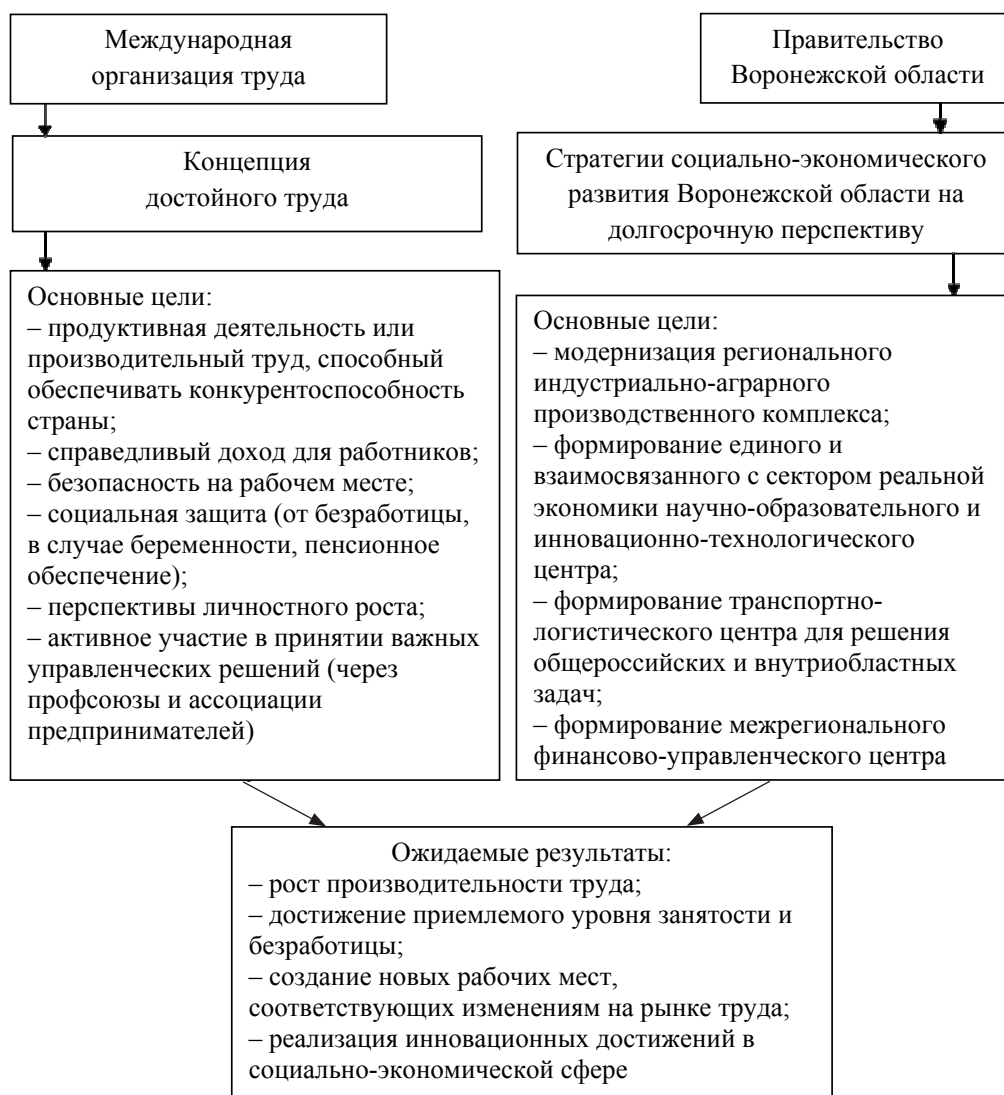 Международная
организация труда
Концепция
достойного труда
Основные цели:
– продуктивная деятельность или
производительный труд, способный
обеспечивать конкурентоспособность
страны;
– справедливый доход для работников;
– безопасность на рабочем месте;
– социальная защита (от безработицы,
в случае беременности, пенсионное
обеспечение);
– перспективы личностного роста;
– активное участие в принятии важных
управленческих решений (через
профсоюзы и ассоциации
предпринимателей)
Правительство
Воронежской области
Стратегии социально-экономического
развития Воронежской области на
долгосрочную перспективу
Основные цели:
– модернизация регионального
индустриально-аграрного
производственного комплекса;
– формирование единого и
взаимосвязанного с сектором реальной
экономики научно-образовательного и
инновационно-технологического
центра;
– формирование транспортно-
логистического центра для решения
общероссийских и внутриобластных
задач;
– формирование межрегионального
финансово-управленческого центра
Ожидаемые результаты:
– рост производительности труда;
– достижение приемлемого уровня занятости и
безработицы;
– создание новых рабочих мест,
соответствующих изменениям на рынке труда;
– реализация инновационных достижений в
социально-экономической сфере